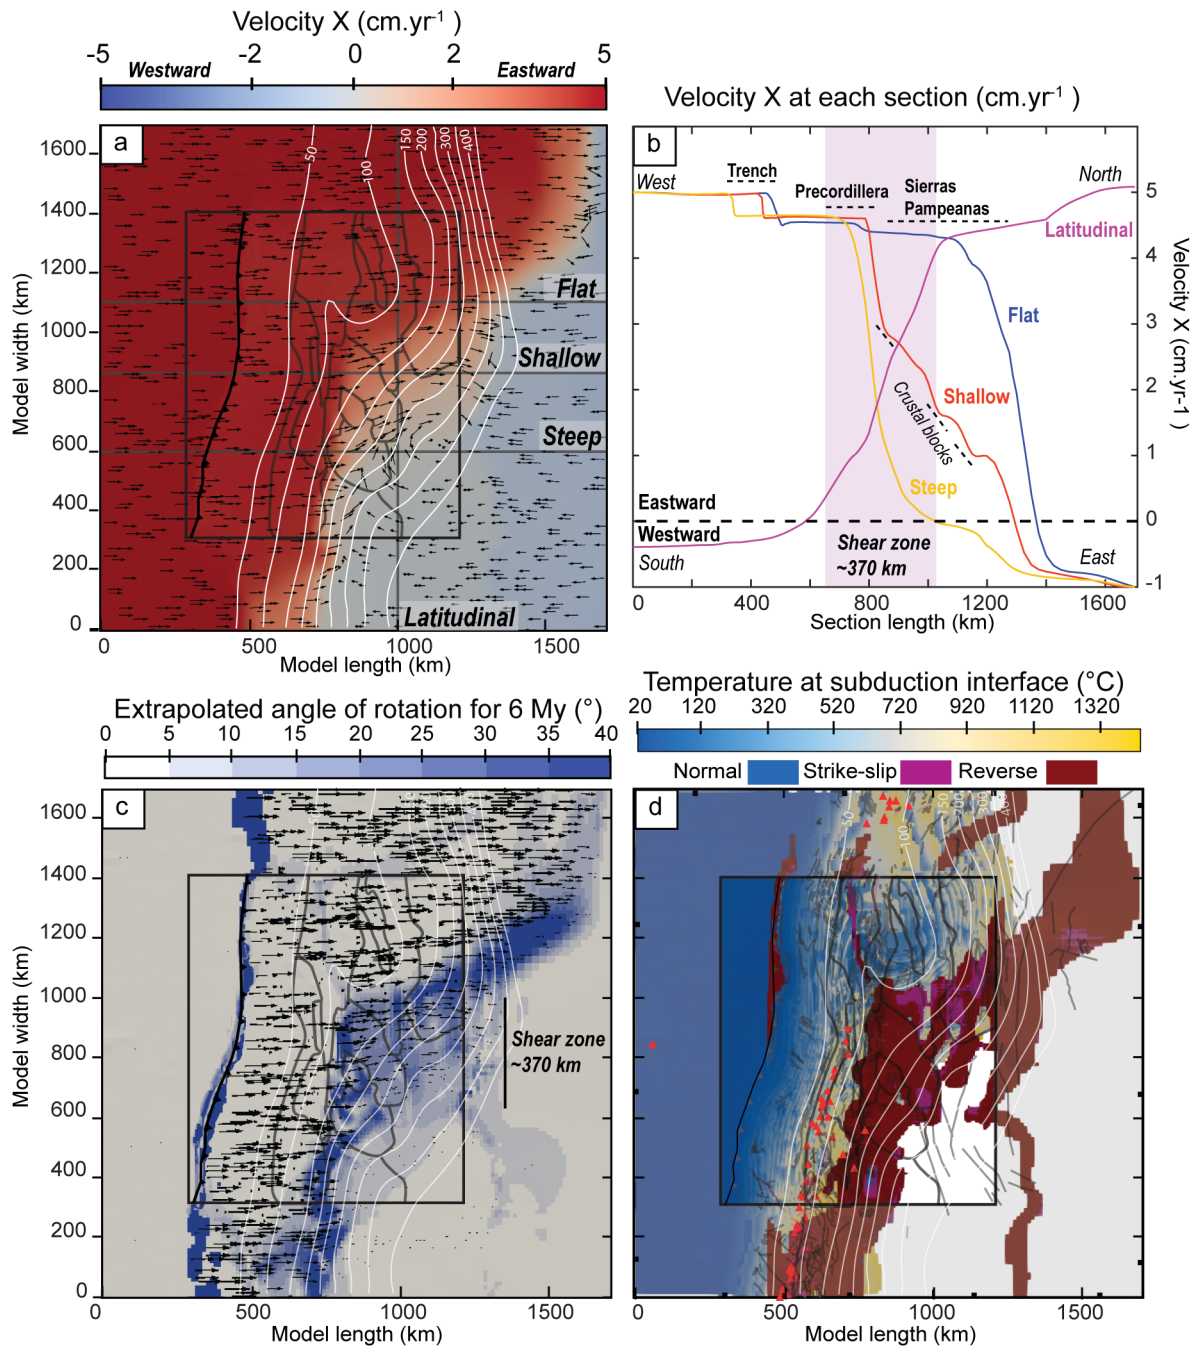 Velocity X (cm.yr-1 )
-5 -2 0 2 5
Westward Eastward
a
1600
1400
1200
1000
800
600
400
200
0
Model width (km)
50
100
150
200
300
400
Flat
Shallow
Steep
Latitudinal
500 1000 1500
Model length (km)
Velocity X at each section (cm.yr-1 )
b
West
Trench
Precordillera
Sierras
Pampeanas
North
Latitudinal
Flat
Shallow
Crustal blocks
Steep
Eastward
Westward
South
Shear zone
~370 km
East
5
4
3
2
1
0
-1
Velocity X (cm.yr-1 )
0 400 800 1200 1600
Section length (km)
Extrapolated angle of rotation for 6 My (°)
0 5 10 15 20 25 30 35 40
c
1600
1400
1200
1000
800
600
400
200
0
Model width (km)
50
100
Shear zone
~370 km
0 500 1000 1500
Model length (km)
Temperature at subduction interface (°C)
20 120 320 520 720 920 1120 1320
Normal Strike-slip Reverse
d
50
100
150
200
300
400
500 1000 1500
Model length (km)